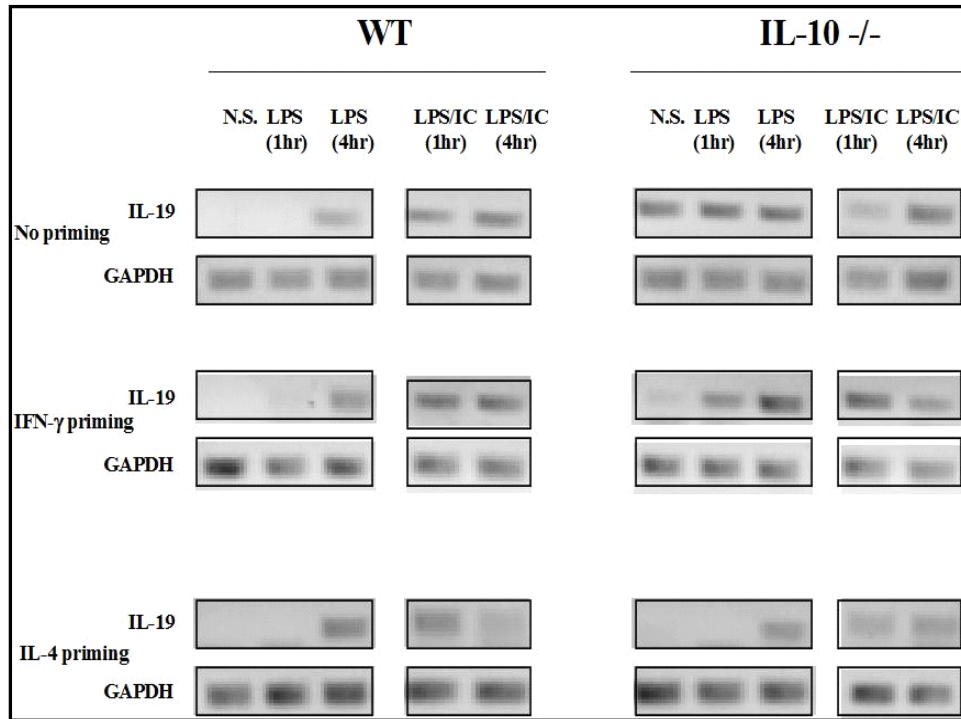 WT IL-10 -/-
N.S. LPS LPS LPS/IC LPS/IC N.S. LPS LPS LPS/IC LPS/IC
(1hr) (4hr) (1hr) (4hr) (1hr) (4hr) (1hr) (4hr)
IL-19
No priming
GAPDH
IL-19
IFN-γ priming
GAPDH
IL-19
IL-4 priming
GAPDH